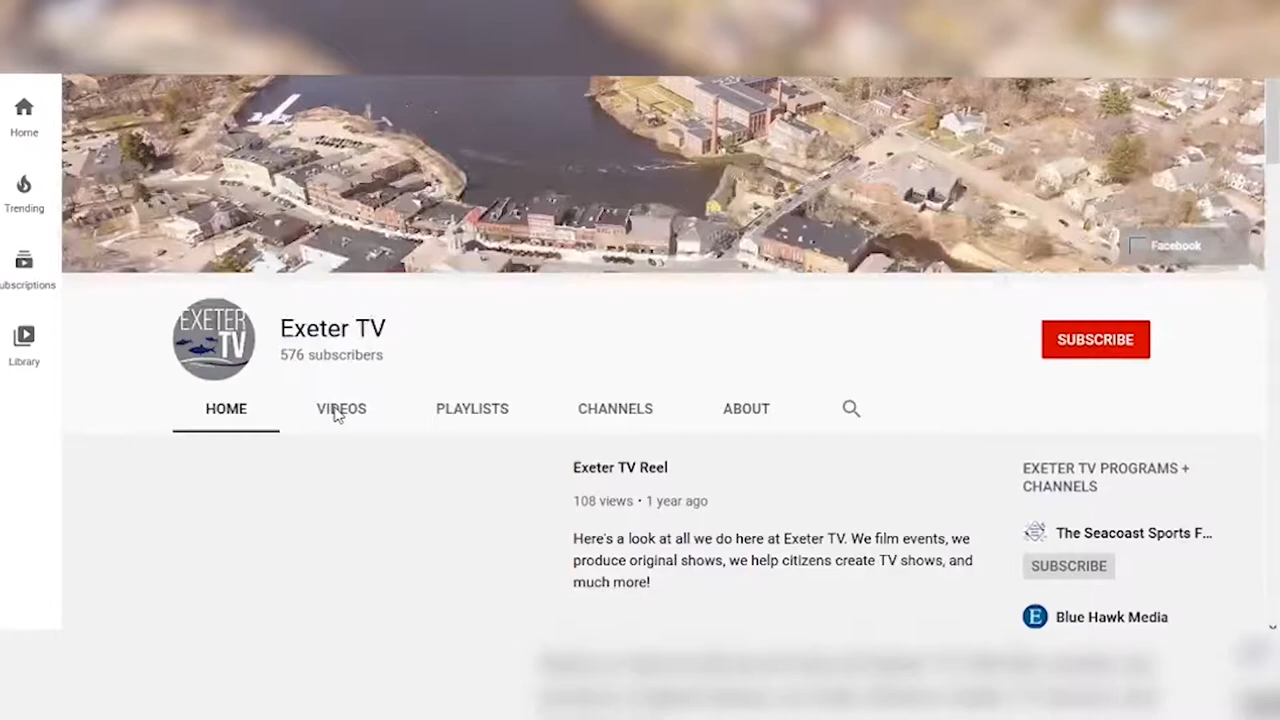 Home
Trending
ubscriptions
Library
Facebook
EXETER
TV
Exeter TV
576 subscribers
SUBSCRIBE
HOME
VIDEOS
PLAYLISTS
CHANNELS
ABOUT
Exeter TV Reel
108 views • 1 year ago
Here's a look at all we do here at Exeter TV. We film events, we
produce original shows, we help citizens create TV shows, and
much more!
EXETER TV PROGRAMS +
CHANNELS
The Seacoast Sports F...
SUBSCRIBE
E
Blue Hawk Media